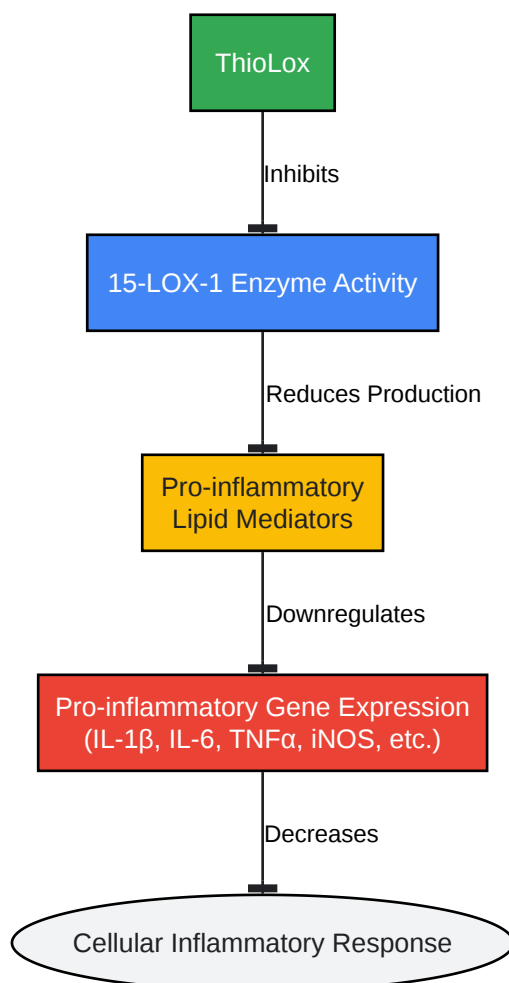 ThioLox
Inhibits
15-LOX-1 Enzyme Activity
Reduces Production
Pro-inflammatory
Lipid Mediators
Downregulates
Pro-inflammatory Gene Expression
(IL-1β, IL-6, TNFα, iNOS, etc.)
Decreases
Cellular Inflammatory Response